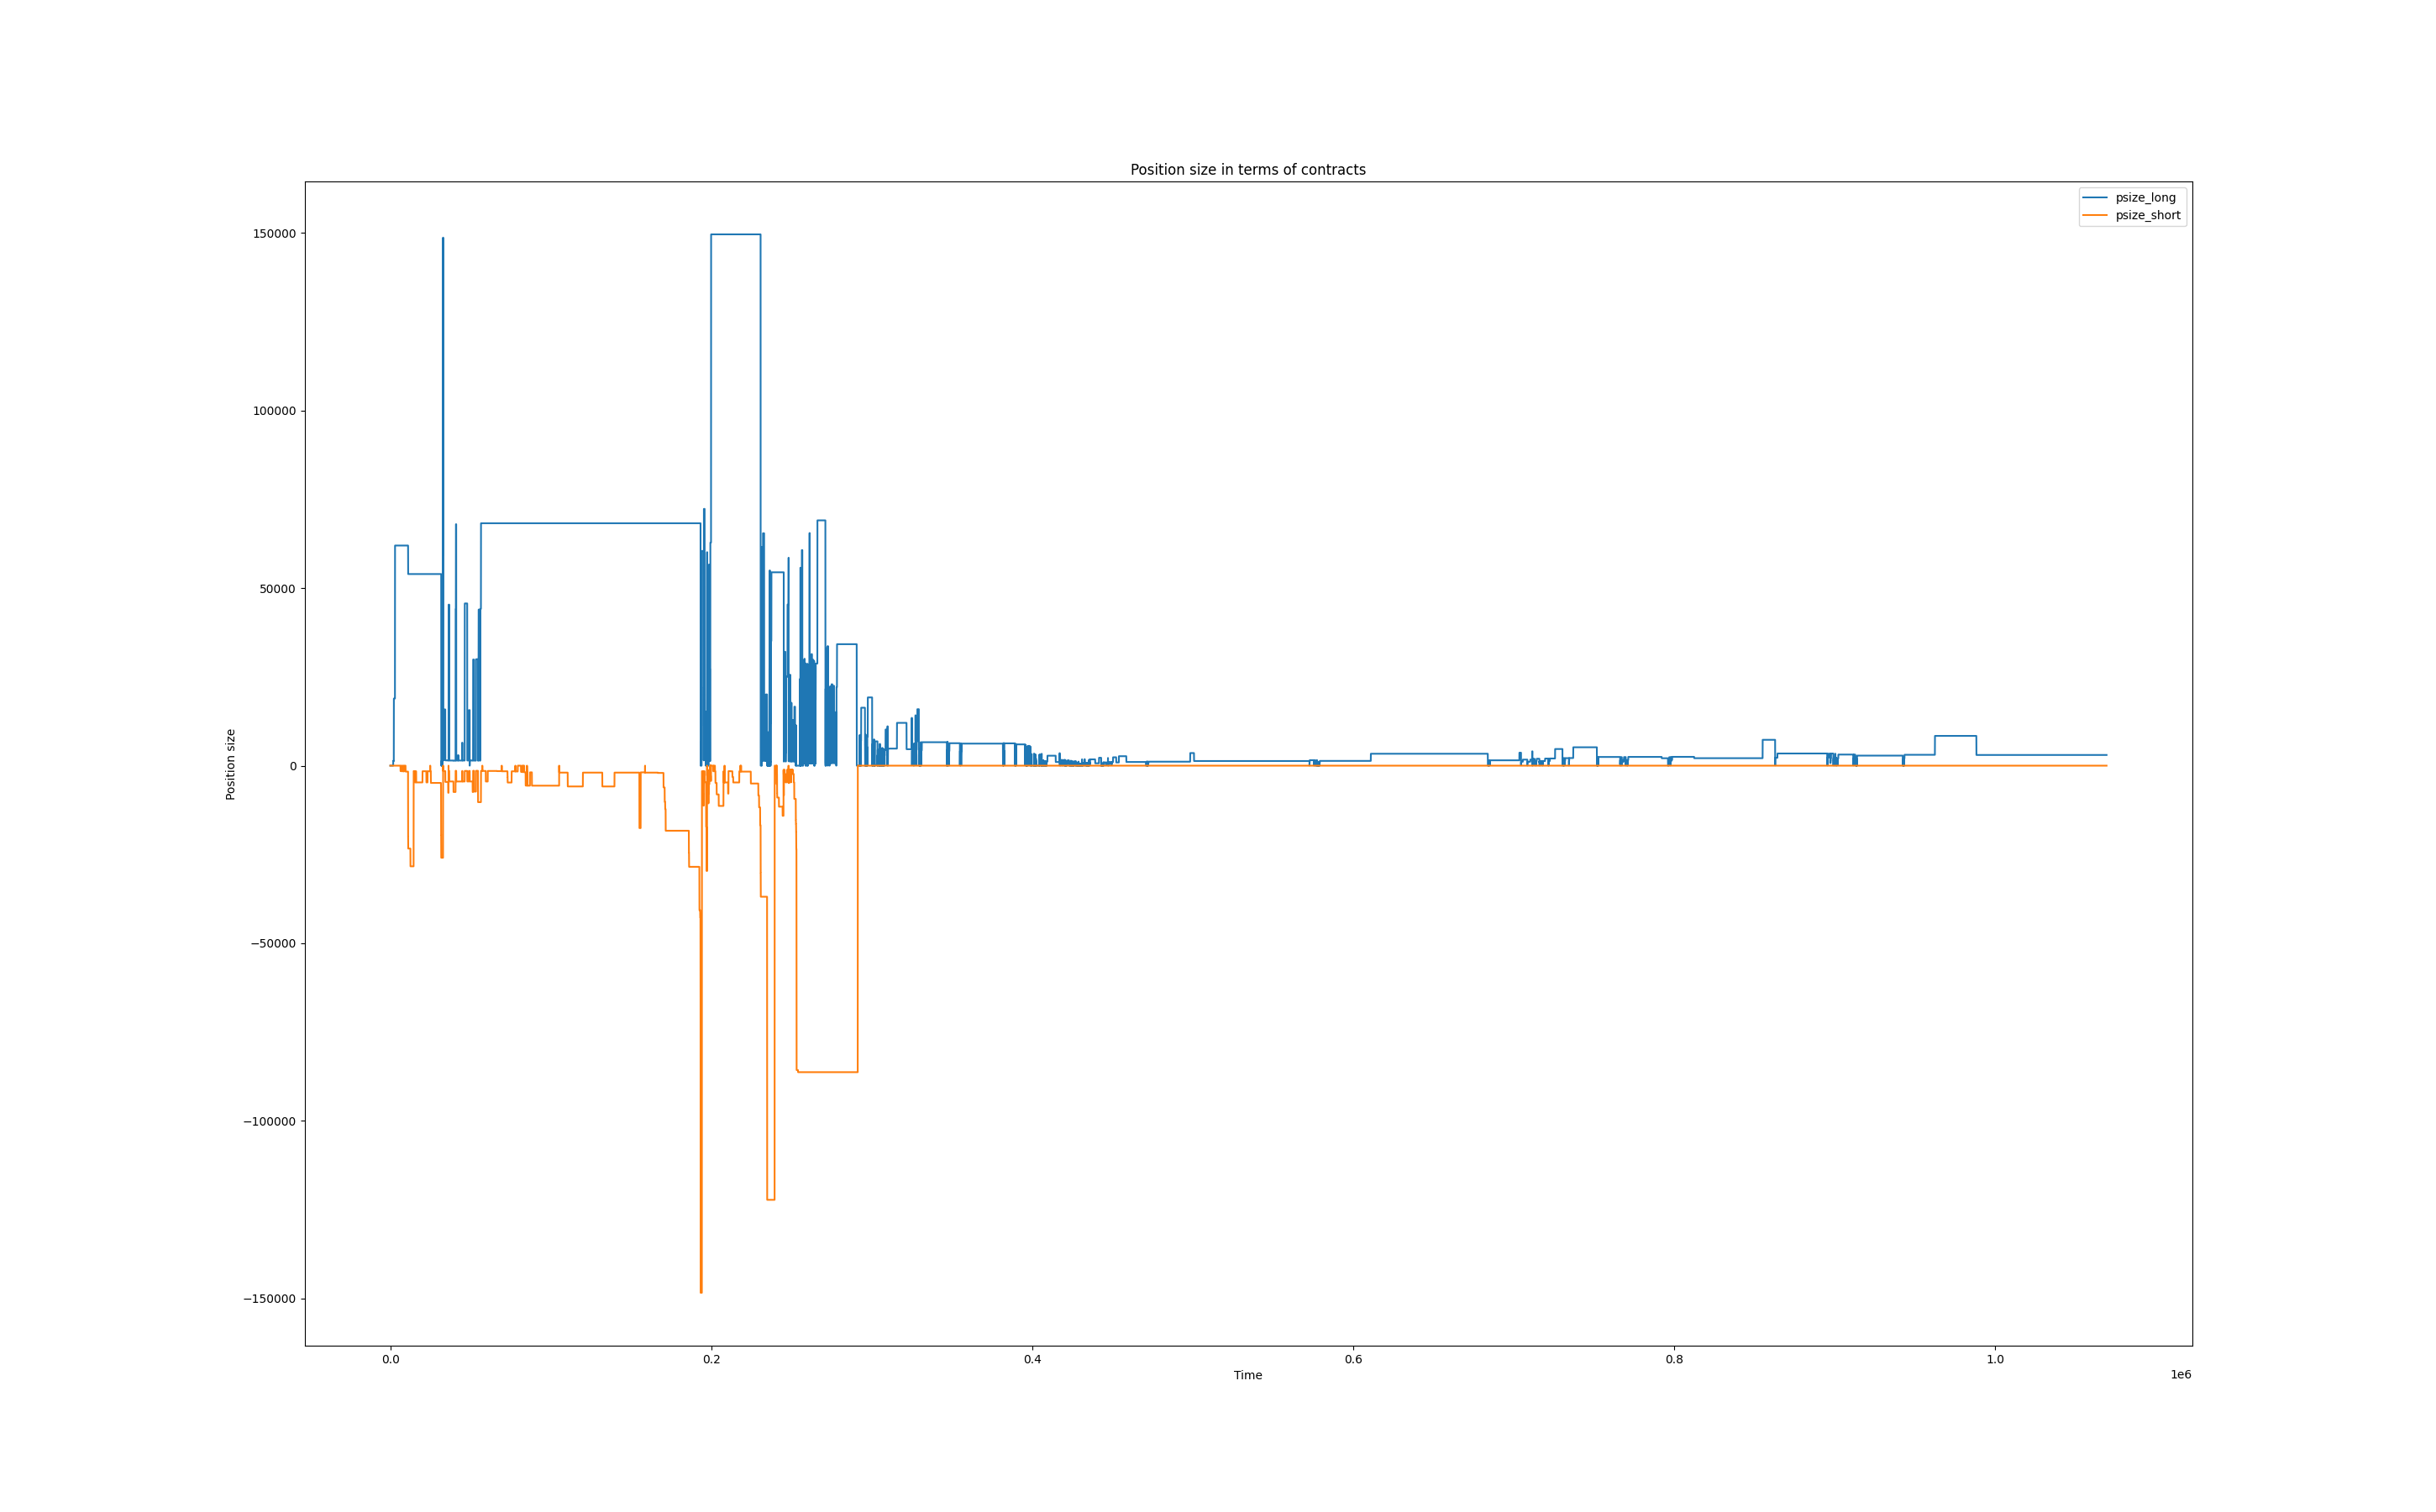 Position size in terms of contracts
psize_long
psize_short
150000
100000
50000
0
−50000
−100000
−150000
Position size
0.0
0.2
0.4
0.6
0.8
1.0
1e6
Time